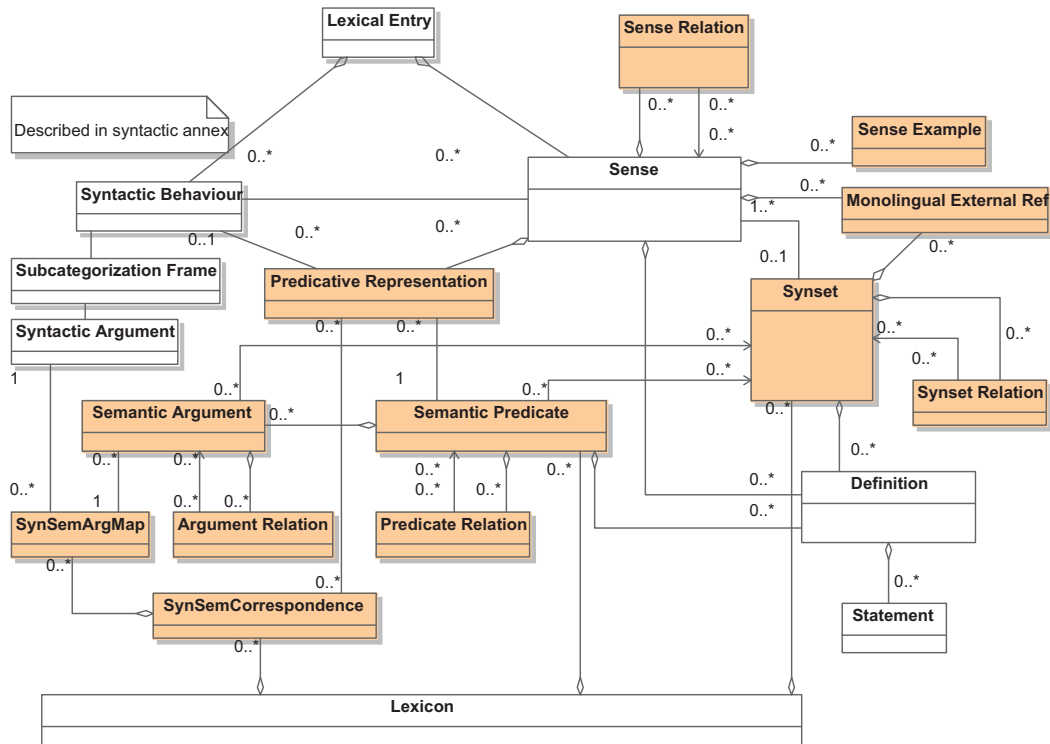 Lexical Entry
Sense Relation
0..*
0..*
Described in syntactic annex
0..*
Sense Example
0..*
0..*
0..*
Sense
Syntactic Behaviour
0..*
Monolingual External Ref
1..*
0..1
0..*
0..*
0..*
0..1
Subcategorization Frame
Predicative Representation
Synset
Syntactic Argument
0..*
0..*
0..*
0..*
0..*
0..*
1
1
0..*
0..*
0..*
Synset Relation
Semantic Argument
0..*
Semantic Predicate
0..*
0..*
0..*
0..*
0..*
0..*
0..*
Definition
0..*
1
0..*
0..*
0..*
0..*
0..*
0..*
SynSemArgMap
Argument Relation
Predicate Relation
0..*
0..*
0..*
SynSemCorrespondence
Statement
0..*
Lexicon